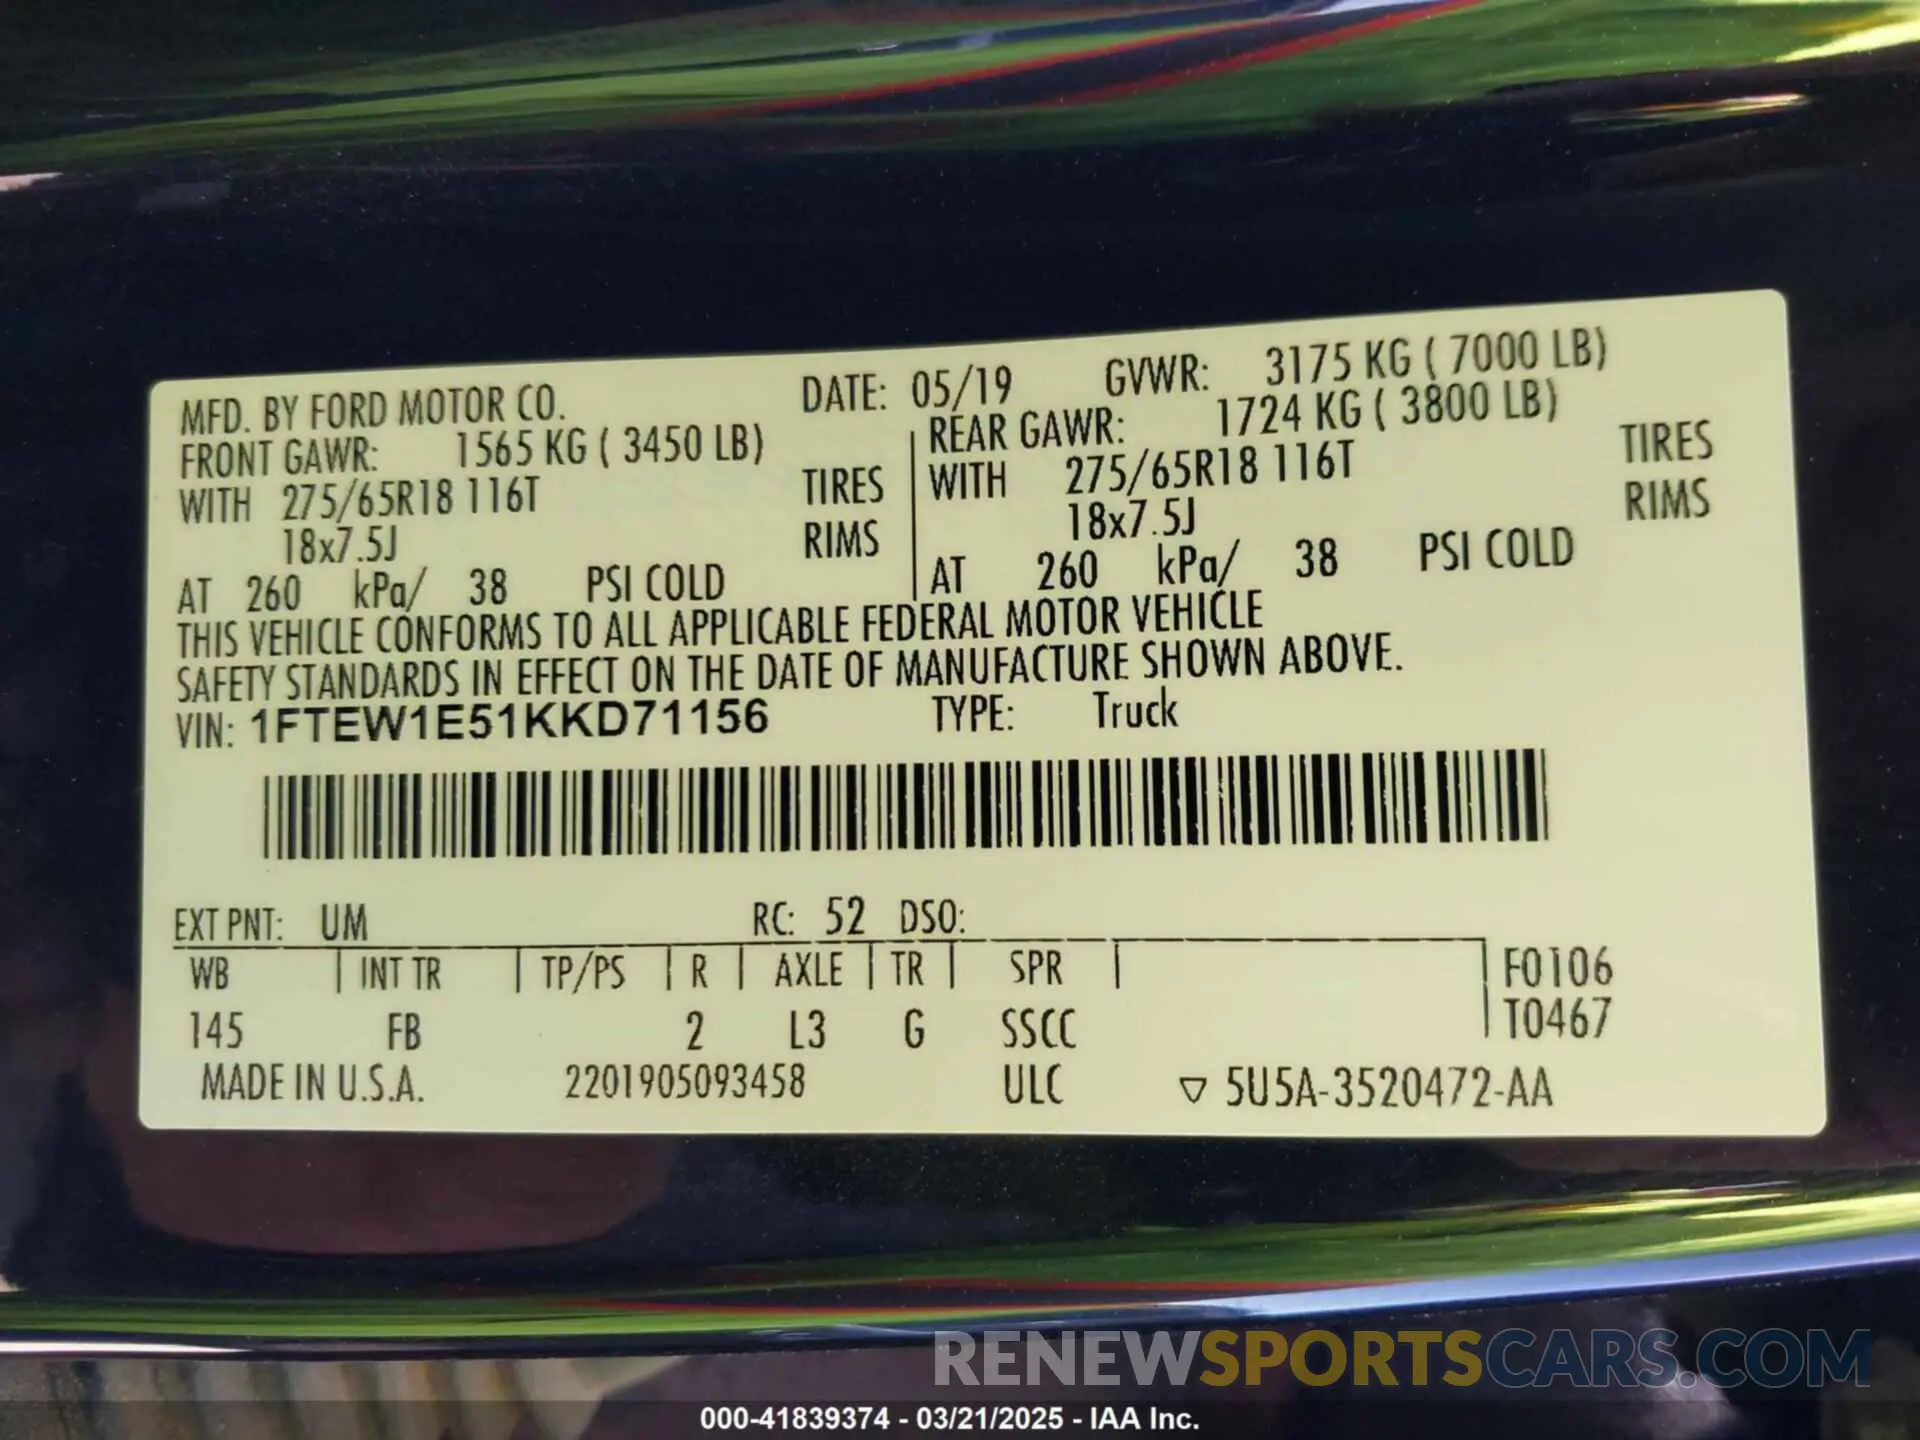 MFD. BY FORD MOTOR CO. DATE: 05/19 GVWR: 3175 KG ( 7000 LB)
FRONT GAWR: 1565 KG ( 3450 LB) REAR GAWR: 1724 KG ( 3800 LB)
WITH 275/65R18 116T TIRES WITH 275/65R18 116T TIRES
18x7.5J RIMS 18x7.5J RIMS
AT 260 kPa/ 38 PSI COLD AT 260 kPa/ 38 PSI COLD
THIS VEHICLE CONFORMS TO ALL APPLICABLE FEDERAL MOTOR VEHICLE
SAFETY STANDARDS IN EFFECT ON THE DATE OF MANUFACTURE SHOWN ABOVE.
VIN: 1FTEW1E51KKD71156 TYPE: Truck
EXT PNT: UM RC: 52 DSO:
WB INT TR TP/PS R AXLE TR SPR F0106
145 FB 2 L3 G SSCC T0467
MADE IN U.S.A. 2201905093458 ULC ▽ 5U5A-3520472-AA
RENEWSPORTSCARS.COM
000-41839374 - 03/21/2025 - IAA Inc.